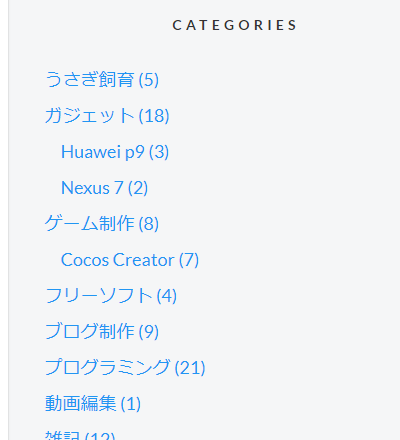 CATEGORIES
うさぎ飼育 (5)
ガジェット (18)
Huawei p9 (3)
Nexus 7 (2)
ゲーム制作 (8)
Cocos Creator (7)
フリーソフト (4)
ブログ制作 (9)
プログラミング (21)
動画編集 (1)
雑記 (12)